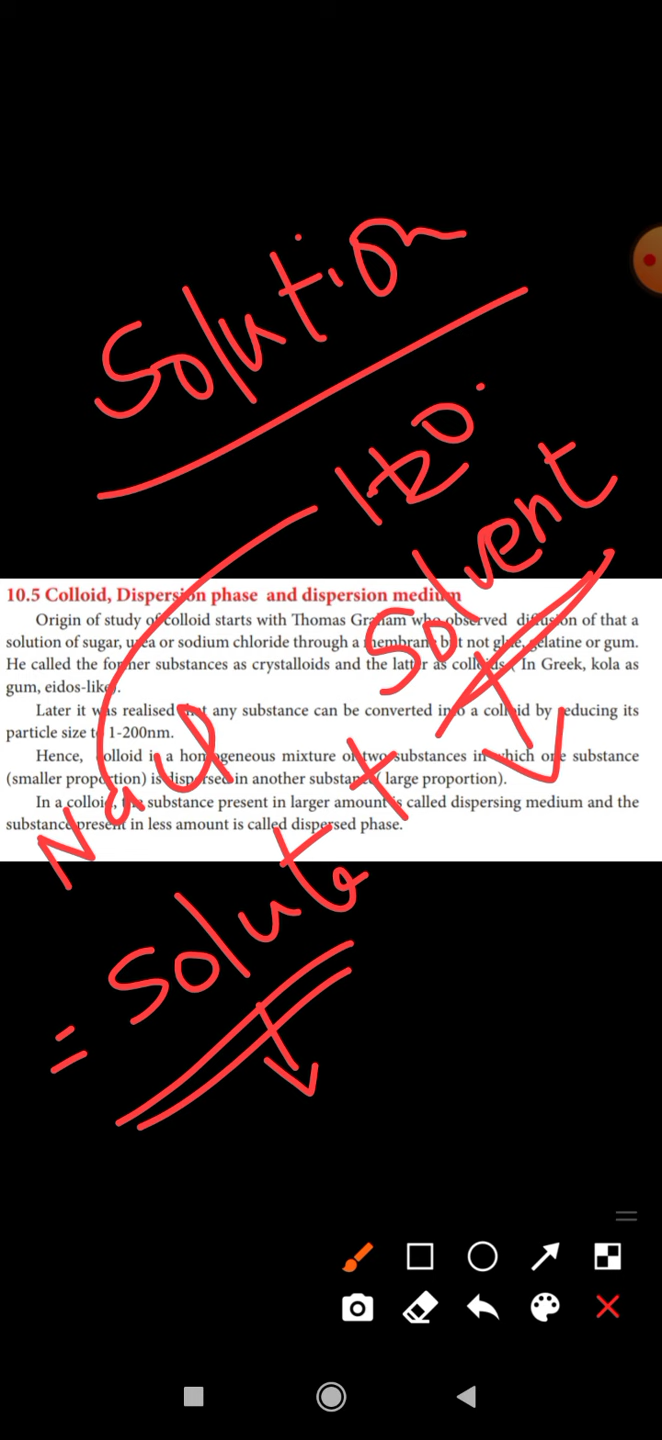 Solution
H2O.
10.5 Colloid, Dispersion phase and dispersion medium
Origin of study of colloid starts with Thomas Graham who observed diffusion of that a
solution of sugar, urea or sodium chloride through a membrane but not glue, gelatine or gum.
He called the former substances as crystalloids and the latter as colloids. In Greek, kola as
gum, eidos-like.
Later it was realised that any substance can be converted into a colloid by reducing its
particle size to 1-200nm.
Hence, colloid is a homogeneous mixture of two substances in which one substance
(smaller proportion) is dispersed in another substance( large proportion).
In a colloid, the substance present in larger amount is called dispersing medium and the
substance present in less amount is called dispersed phase.
NaCl
= Solute + Solvent